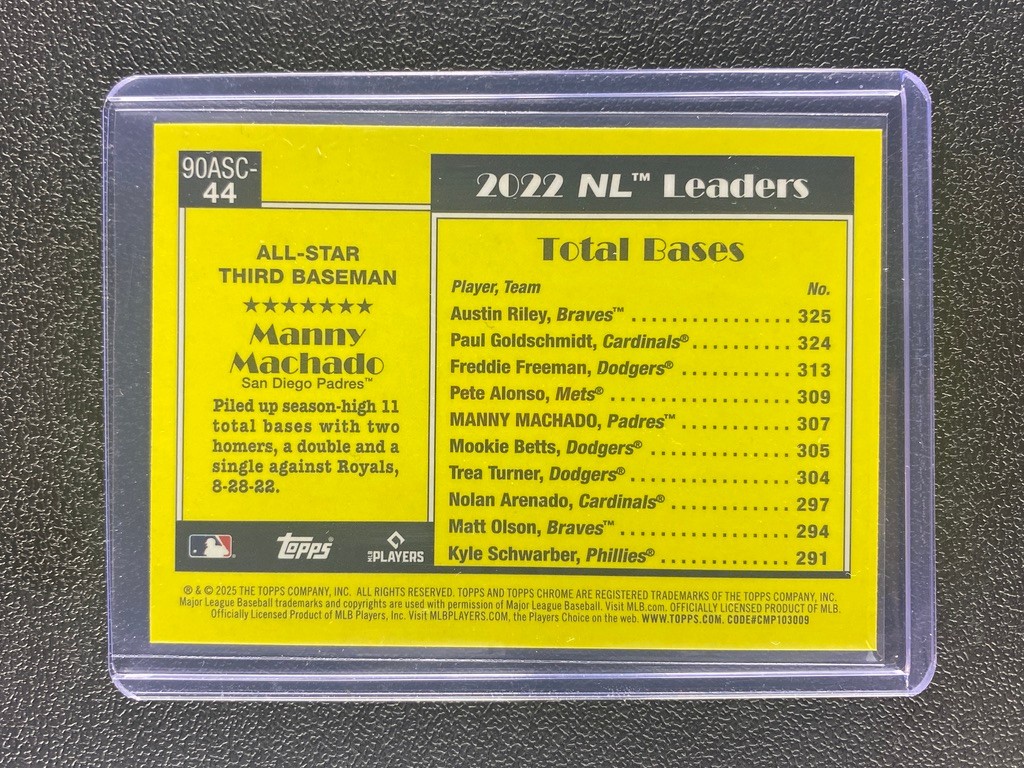 90ASC-
44
ALL-STAR
THIRD BASEMAN
★★★★★★★
Manny
Machado
San Diego Padres™
Piled up season-high 11
total bases with two
homers, a double and a
single against Royals,
8-28-22.
Topps
MLB PLAYERS
2022 NL™ Leaders
Total Bases
Player, Team No.
Austin Riley, Braves™ ................ 325
Paul Goldschmidt, Cardinals® .......... 324
Freddie Freeman, Dodgers® ........... 313
Pete Alonso, Mets® .................. 309
MANNY MACHADO, Padres™ ........... 307
Mookie Betts, Dodgers® .............. 305
Trea Turner, Dodgers® ................ 304
Nolan Arenado, Cardinals® ............ 297
Matt Olson, Braves™ ................. 294
Kyle Schwarber, Phillies® ............. 291
® & © 2025 THE TOPPS COMPANY, INC. ALL RIGHTS RESERVED. TOPPS AND TOPPS CHROME ARE REGISTERED TRADEMARKS OF THE TOPPS COMPANY, INC.
Major League Baseball trademarks and copyrights are used with permission of Major League Baseball. Visit MLB.com. OFFICIALLY LICENSED PRODUCT OF MLB.
Officially Licensed Product of MLB Players, Inc. Visit MLBPLAYERS.COM, the Players Choice on the web. WWW.TOPPS.COM. CODE#CMP103009